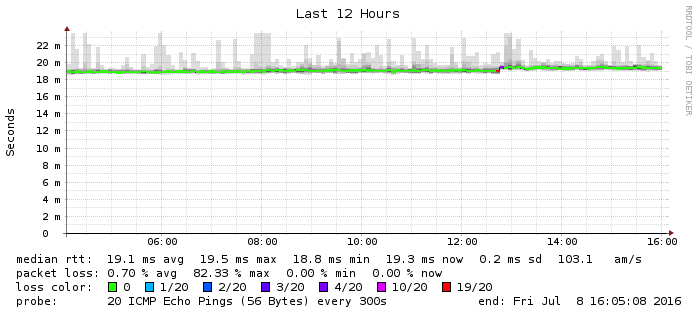 Last 12 Hours
RRDTOOL / TOBI OETIKER
Seconds
22 m
20 m
18 m
16 m
14 m
12 m
10 m
8 m
6 m
4 m
2 m
0
06:00 08:00 10:00 12:00 14:00 16:00
median rtt: 19.1 ms avg 19.5 ms max 18.8 ms min 19.3 ms now 0.2 ms sd 103.1 am/s
packet loss: 0.70 % avg 82.33 % max 0.00 % min 0.00 % now
loss color: 0 1/20 2/20 3/20 4/20 10/20 19/20
probe: 20 ICMP Echo Pings (56 Bytes) every 300s end: Fri Jul 8 16:05:08 2016